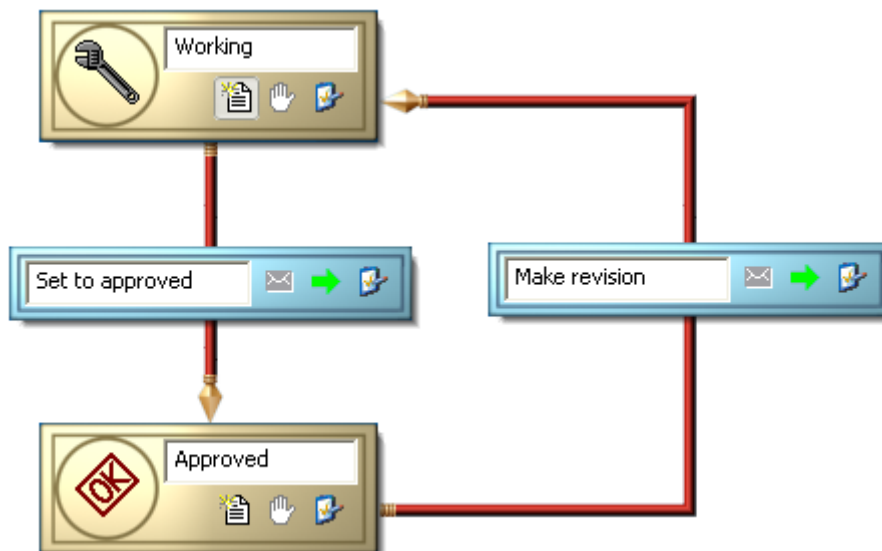 Working
Set to approved
Make revision
Approved
OK